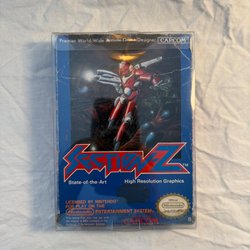 Premier World-Wide Arcade Game Designer CAPCOM
SECTION-Z™
State-of-the-Art High Resolution Graphics
LICENSED BY NINTENDO
FOR PLAY ON THE
Nintendo ENTERTAINMENT SYSTEM